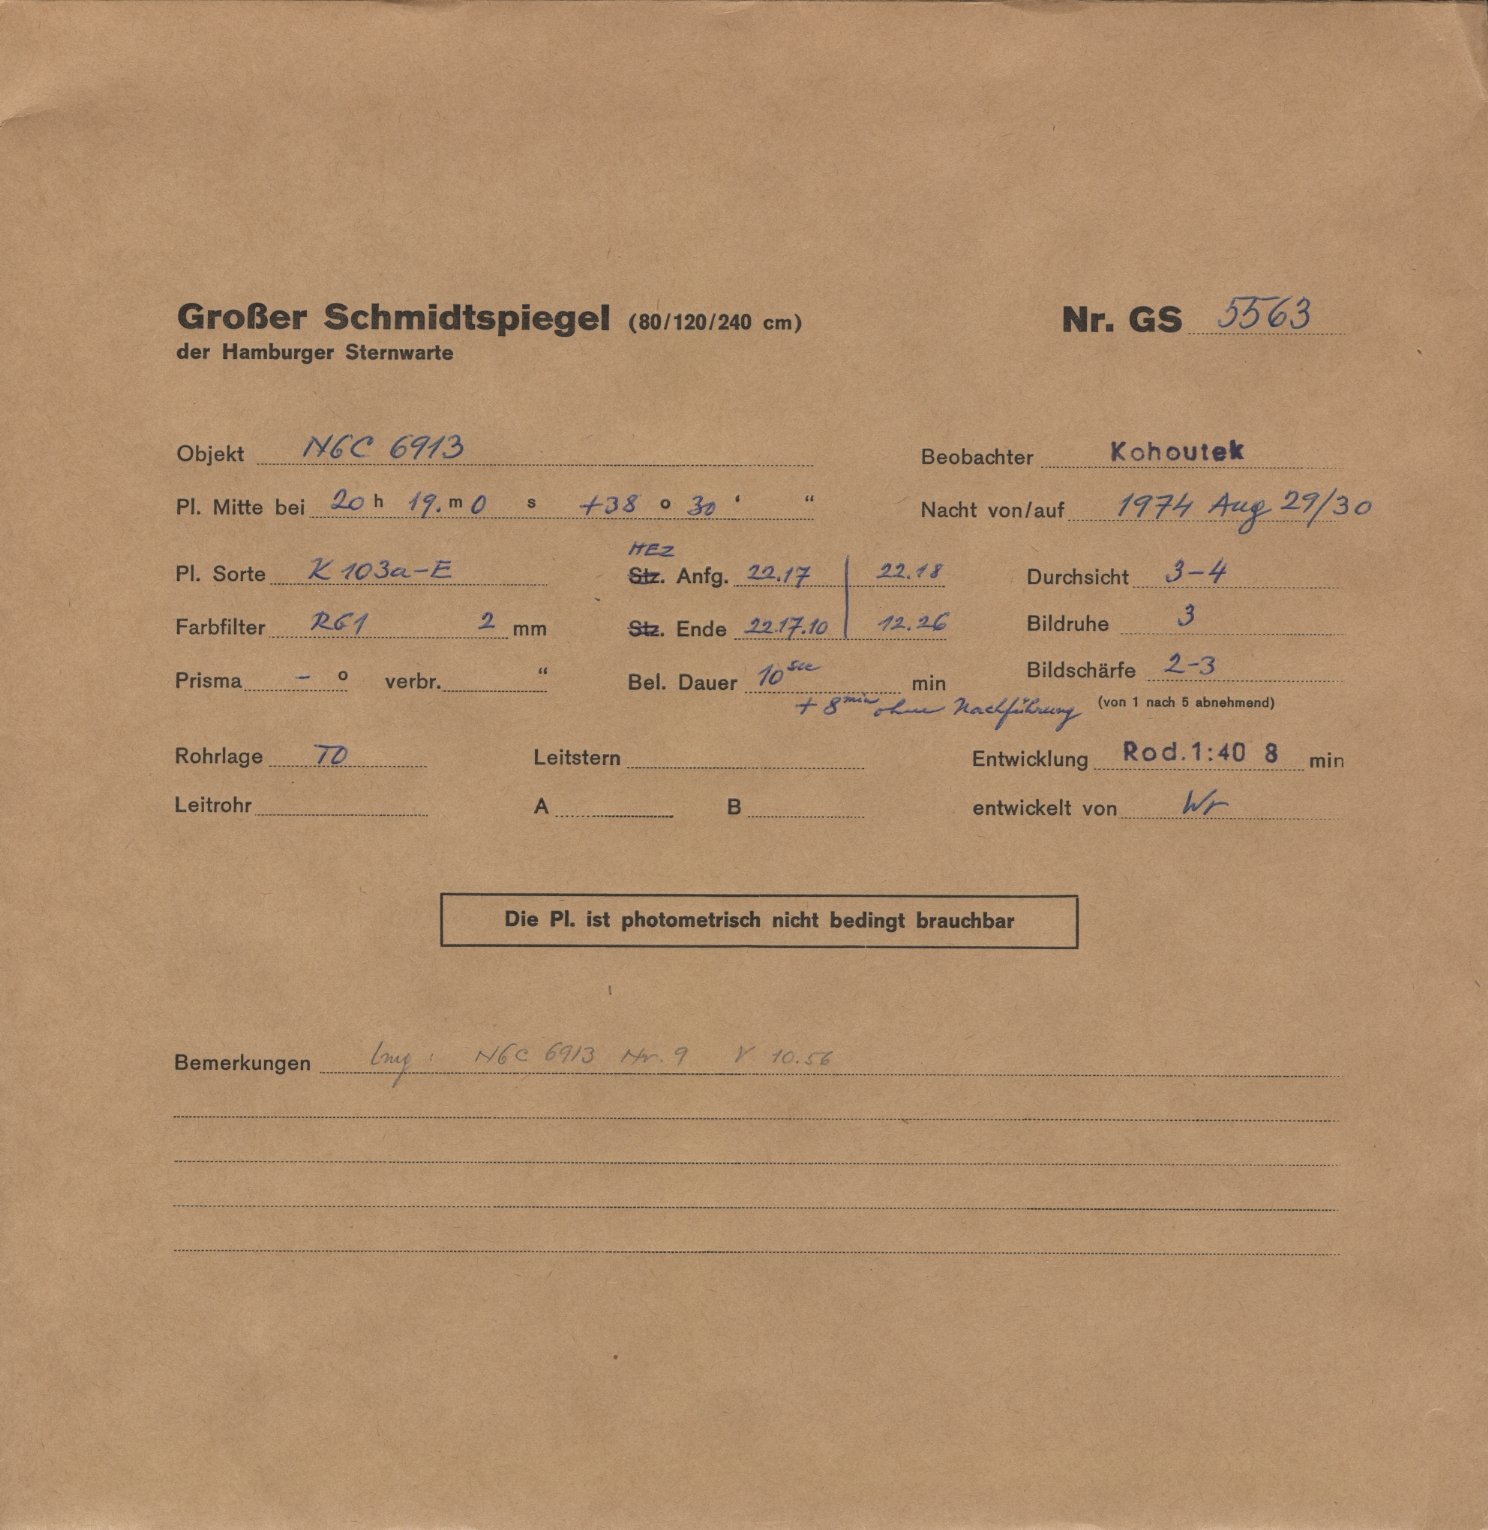 Großer Schmidtspiegel (80/120/240 cm) Nr. GS 5563
der Hamburger Sternwarte
Objekt NGC 6913 Beobachter Kohoutek
Pl. Mitte bei 20 h 19. m 0 s +38 o 30 ‘ “ Nacht von/auf 1974 Aug 29/30
MEZ
Pl. Sorte K 103a-E Stz. Anfg. 22.17 | 22.18 Durchsicht 3-4
Farbfilter RG1 2 mm Stz. Ende 22.17.10 | 12.26 Bildruhe 3
Prisma - o verbr. “ Bel. Dauer 10 sec min Bildschärfe 2-3
+ 8 min ohne Nachführung (von 1 nach 5 abnehmend)
Rohrlage TO Leitstern Entwicklung Rod. 1:40 8 min
Leitrohr A B entwickelt von Wr
Die Pl. ist photometrisch nicht bedingt brauchbar
Bemerkungen NGC 6913 Nr. 9 V 10.56